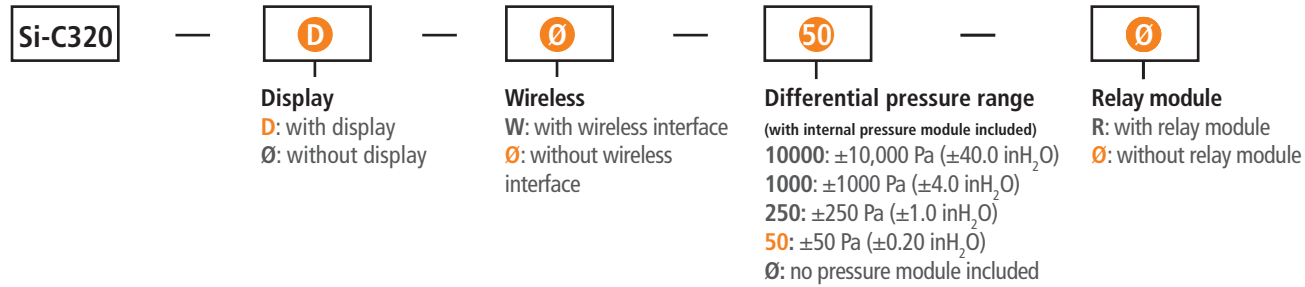 Si-C320 — D — Ø — 50 — Ø
Display
D: with display
Ø: without display
Wireless
W: with wireless interface
Ø: without wireless
interface
Differential pressure range
(with internal pressure module included)
10000: ±10,000 Pa (±40.0 inH₂O)
1000: ±1000 Pa (±4.0 inH₂O)
250: ±250 Pa (±1.0 inH₂O)
50: ±50 Pa (±0.20 inH₂O)
Ø: no pressure module included
Relay module
R: with relay module
Ø: without relay module